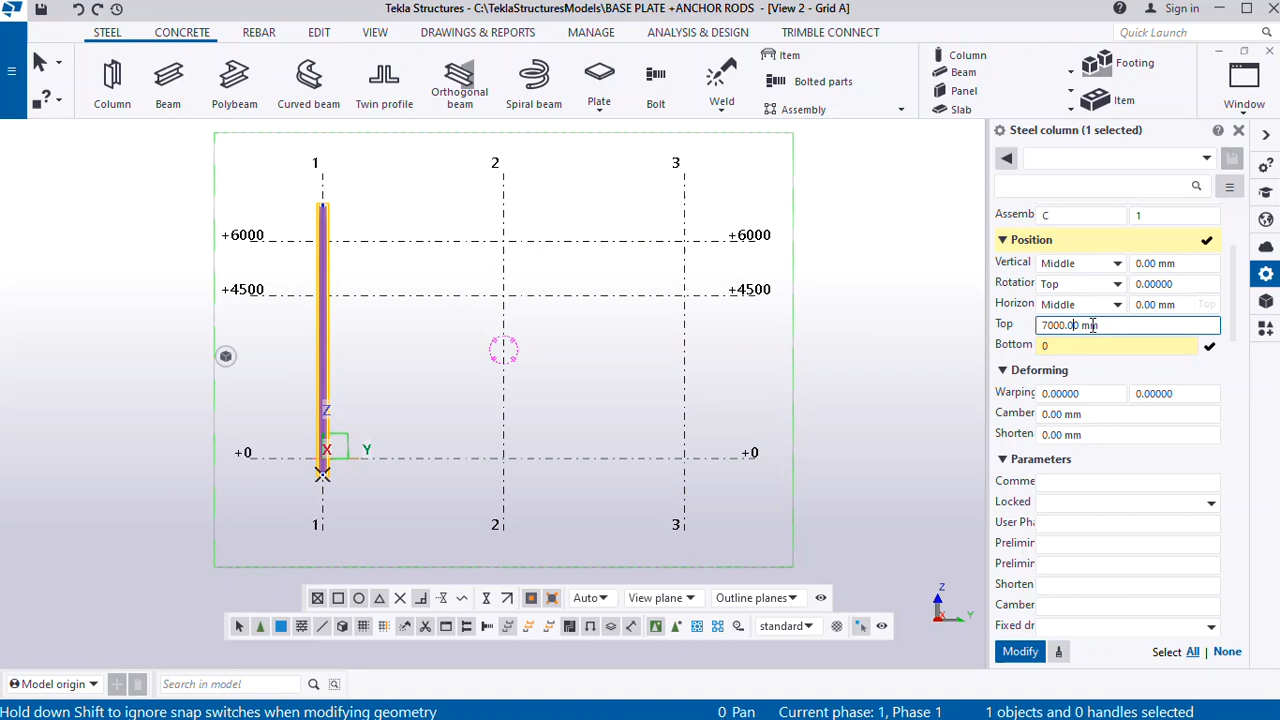 Tekla Structures - C:\TeklaStructuresModels\BASE PLATE +ANCHOR RODS - [View 2 - Grid A]
Sign in
STEEL CONCRETE REBAR EDIT VIEW DRAWINGS & REPORTS MANAGE ANALYSIS & DESIGN TRIMBLE CONNECT
Quick Launch
Column Beam Polybeam Curved beam Twin profile Orthogonal beam Spiral beam Plate Bolt Weld
Item
Bolted parts
Assembly
Column
Beam
Panel
Slab
Footing
Item
Window
Steel column (1 selected)
Assemb C 1
Position
Vertical Middle 0.00 mm
Rotation Top 0.00000
Horizon Middle 0.00 mm Top
Top 7000.00 mm
Bottom 0
Deforming
Warping 0.00000 0.00000
Camber 0.00 mm
Shorten 0.00 mm
Parameters
Comme
Locked
User Pha
Prelimin
Prelimin
Shorten
Camber
Fixed dr
Modify Select All None
1 2 3
+6000 +6000
+4500 +4500
Z
X Y
+0 +0
1 2 3
Auto View plane Outline planes
standard
Z
X Y
Model origin Search in model
Hold down Shift to ignore snap switches when modifying geometry 0 Pan Current phase: 1, Phase 1 1 objects and 0 handles selected